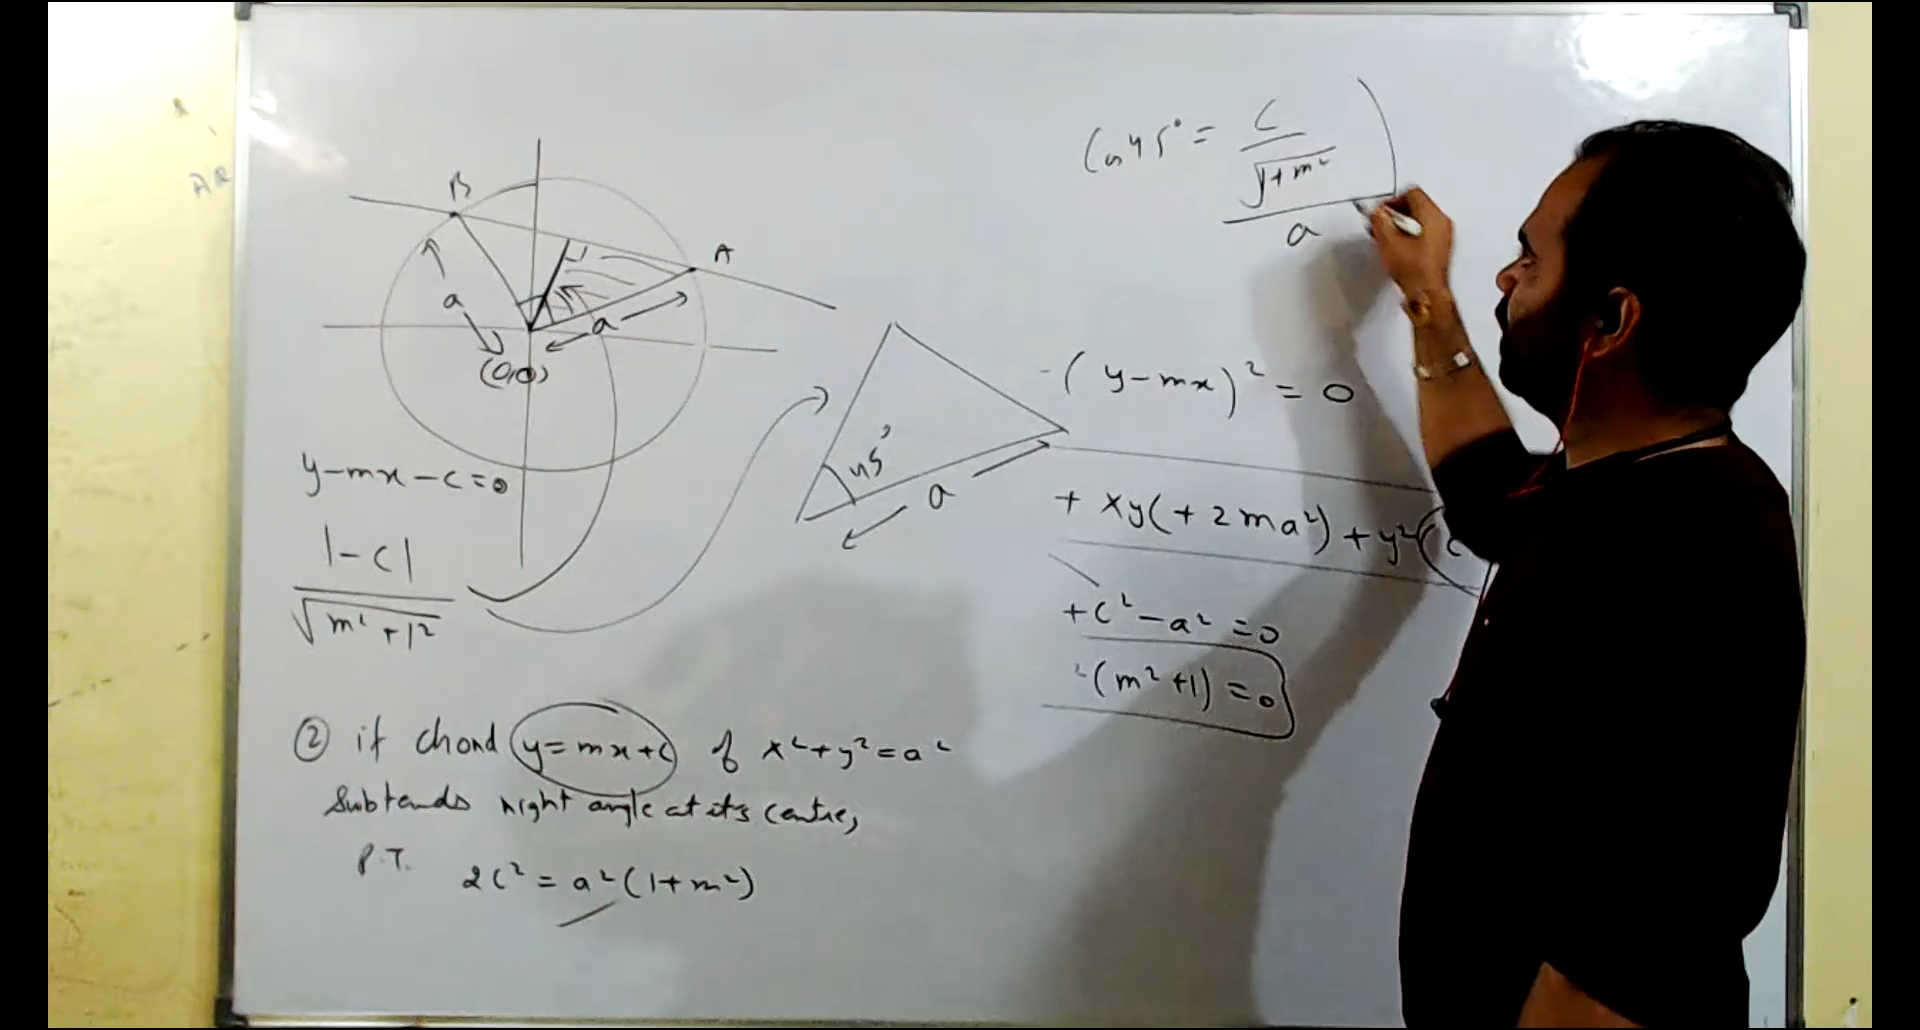 B
A
a
a
(0,0)
y-mx-c=0
|-c|
√m²+1²
45°
a
Cos45° = c
√1+m²
a
(y-mx)² = 0
+ xy(+2ma²) + y²(c
+c²-a²=0
²(m²+1)=0
② if chord y=mx+c of x²+y²=a²
Subtends right angle at its centre,
P.T.
2c² = a²(1+m²)